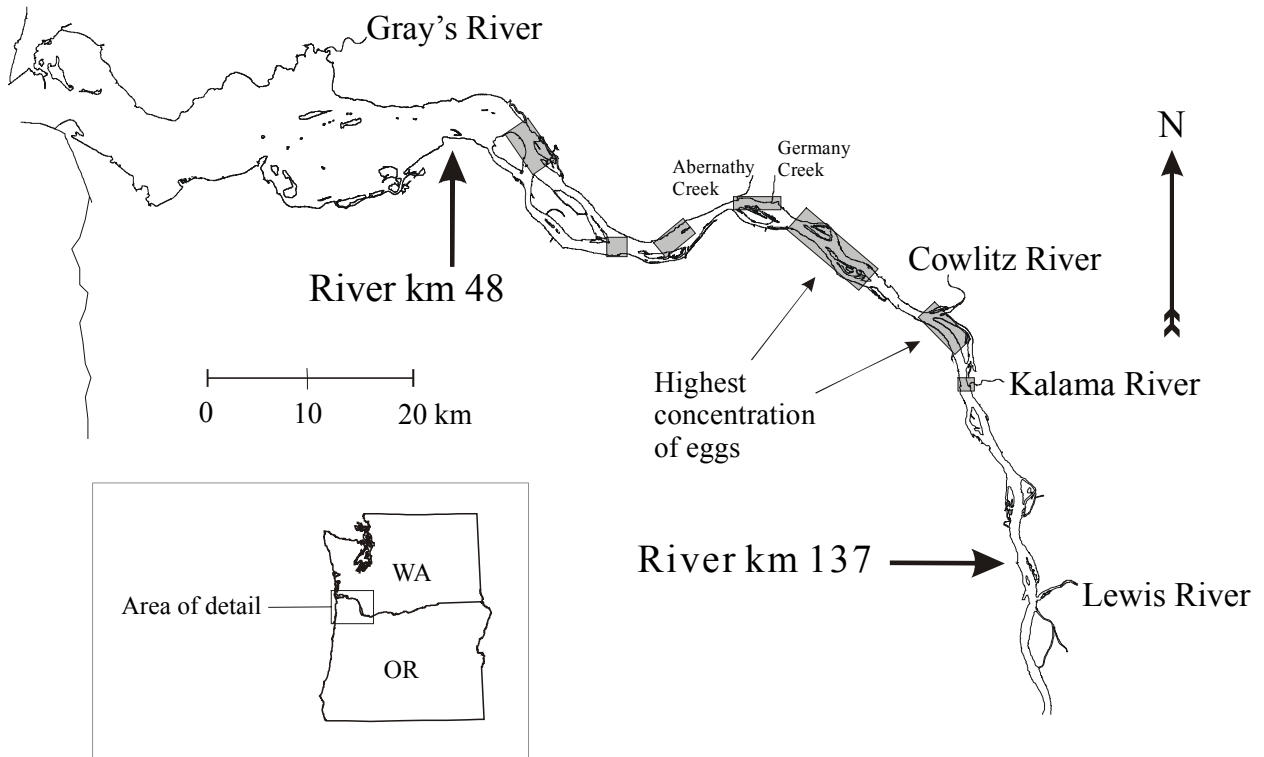 Gray's River
N
Abernathy
Creek
Germany
Creek
Cowlitz River
River km 48
Highest
concentration
of eggs
Kalama River
0 10 20 km
River km 137
Lewis River
WA
Area of detail
OR